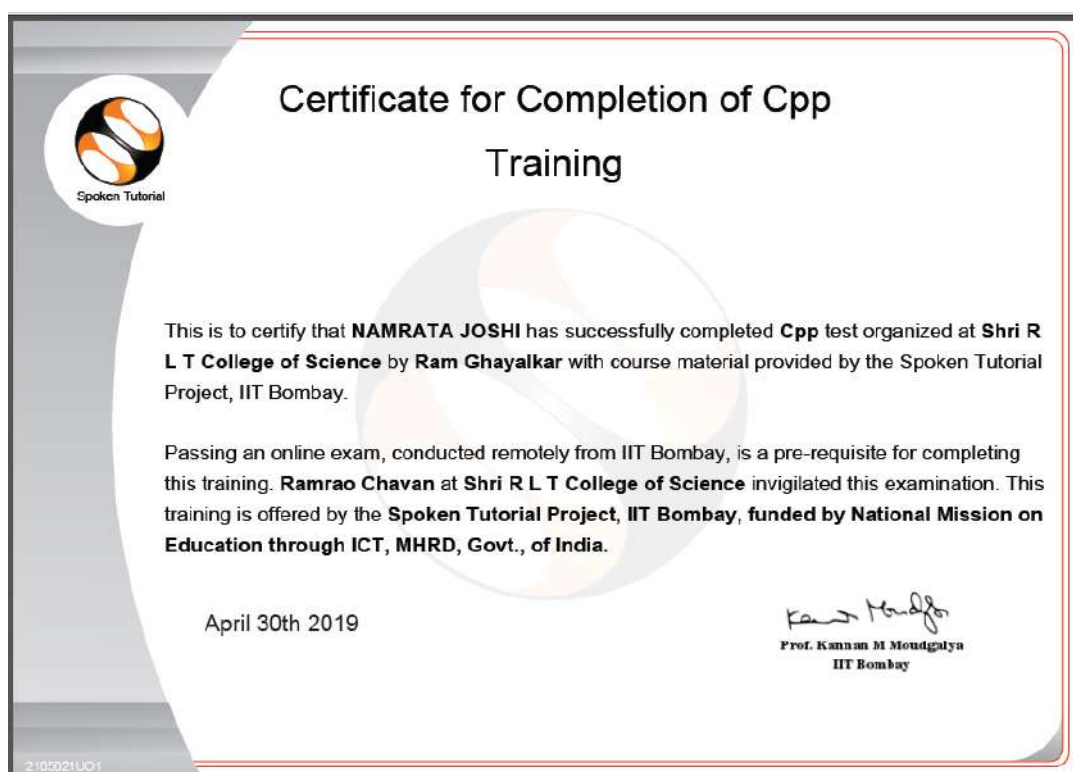 Certificate for Completion of Cpp
Training
Spoken Tutorial
This is to certify that NAMRATA JOSHI has successfully completed Cpp test organized at Shri R
L T College of Science by Ram Ghayalkar with course material provided by the Spoken Tutorial
Project, IIT Bombay.
Passing an online exam, conducted remotely from IIT Bombay, is a pre-requisite for completing
this training. Ramrao Chavan at Shri R L T College of Science invigilated this examination. This
training is offered by the Spoken Tutorial Project, IIT Bombay, funded by National Mission on
Education through ICT, MHRD, Govt., of India.
April 30th 2019
Prof. Kannan M Moudgalya
IIT Bombay
2105021UO1